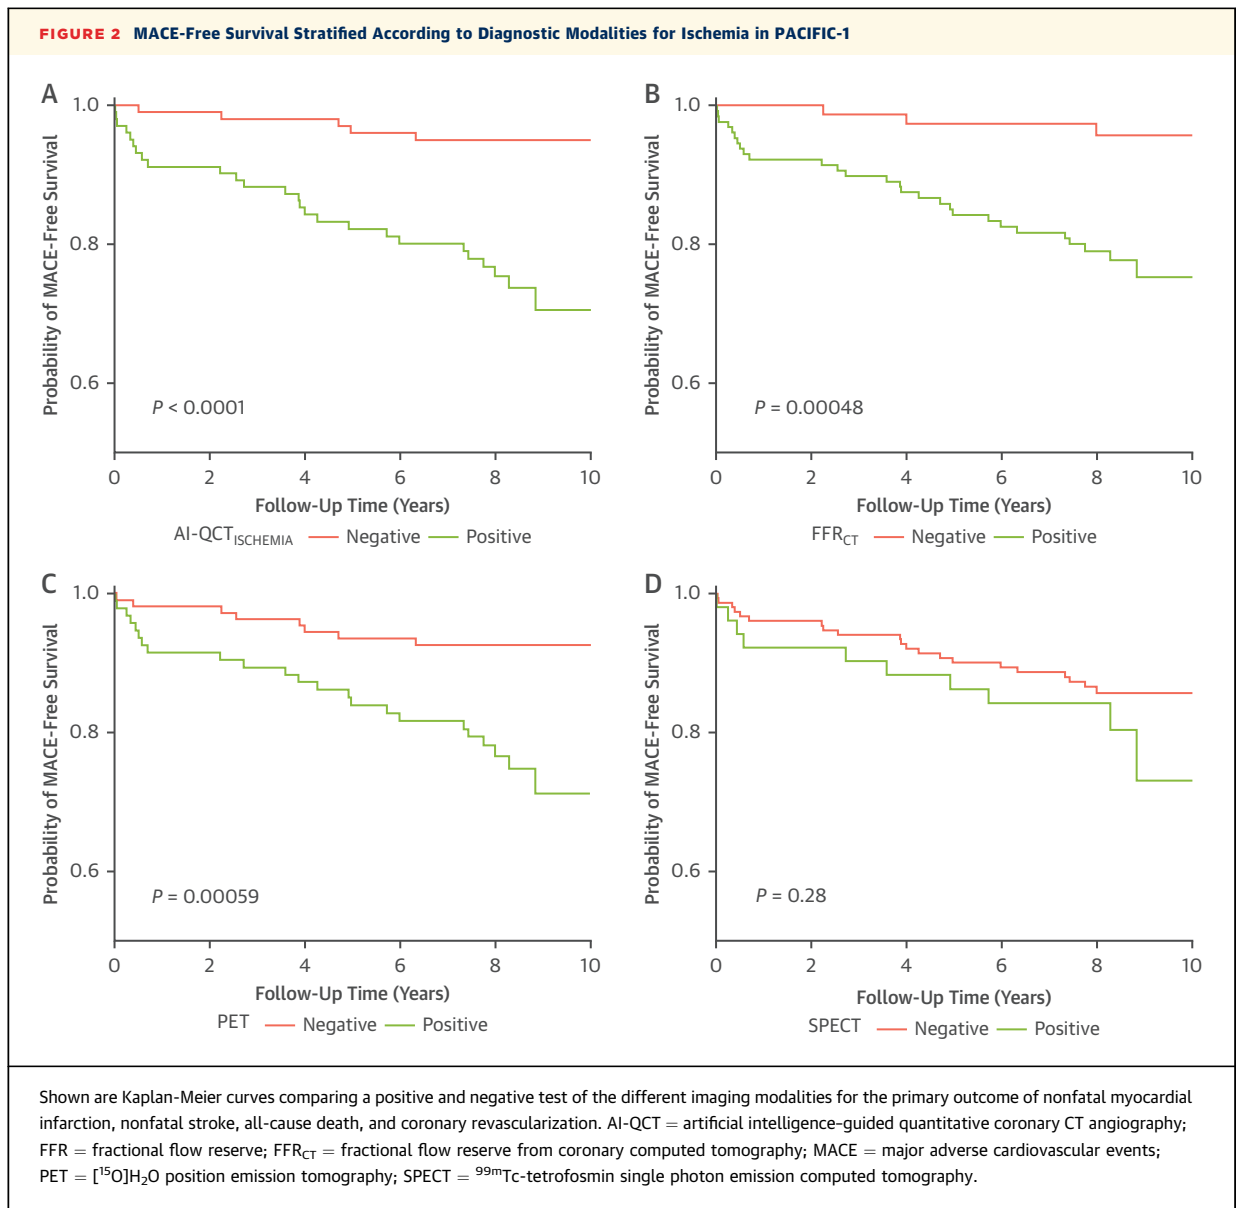 FIGURE 2 MACE-Free Survival Stratified According to Diagnostic Modalities for Ischemia in PACIFIC-1
A
Probability of MACE-Free Survival
1.0
0.8
0.6
P < 0.0001
0 2 4 6 8 10
Follow-Up Time (Years)
AI-QCT_ISCHEMIA Negative Positive
B
Probability of MACE-Free Survival
1.0
0.8
0.6
P = 0.00048
0 2 4 6 8 10
Follow-Up Time (Years)
FFR_CT Negative Positive
C
Probability of MACE-Free Survival
1.0
0.8
0.6
P = 0.00059
0 2 4 6 8 10
Follow-Up Time (Years)
PET Negative Positive
D
Probability of MACE-Free Survival
1.0
0.8
0.6
P = 0.28
0 2 4 6 8 10
Follow-Up Time (Years)
SPECT Negative Positive
Shown are Kaplan-Meier curves comparing a positive and negative test of the different imaging modalities for the primary outcome of nonfatal myocardial
infarction, nonfatal stroke, all-cause death, and coronary revascularization. AI-QCT = artificial intelligence–guided quantitative coronary CT angiography;
FFR = fractional flow reserve; FFR_CT = fractional flow reserve from coronary computed tomography; MACE = major adverse cardiovascular events;
PET = [¹⁵O]H₂O position emission tomography; SPECT = ⁹⁹ᵐTc-tetrofosmin single photon emission computed tomography.